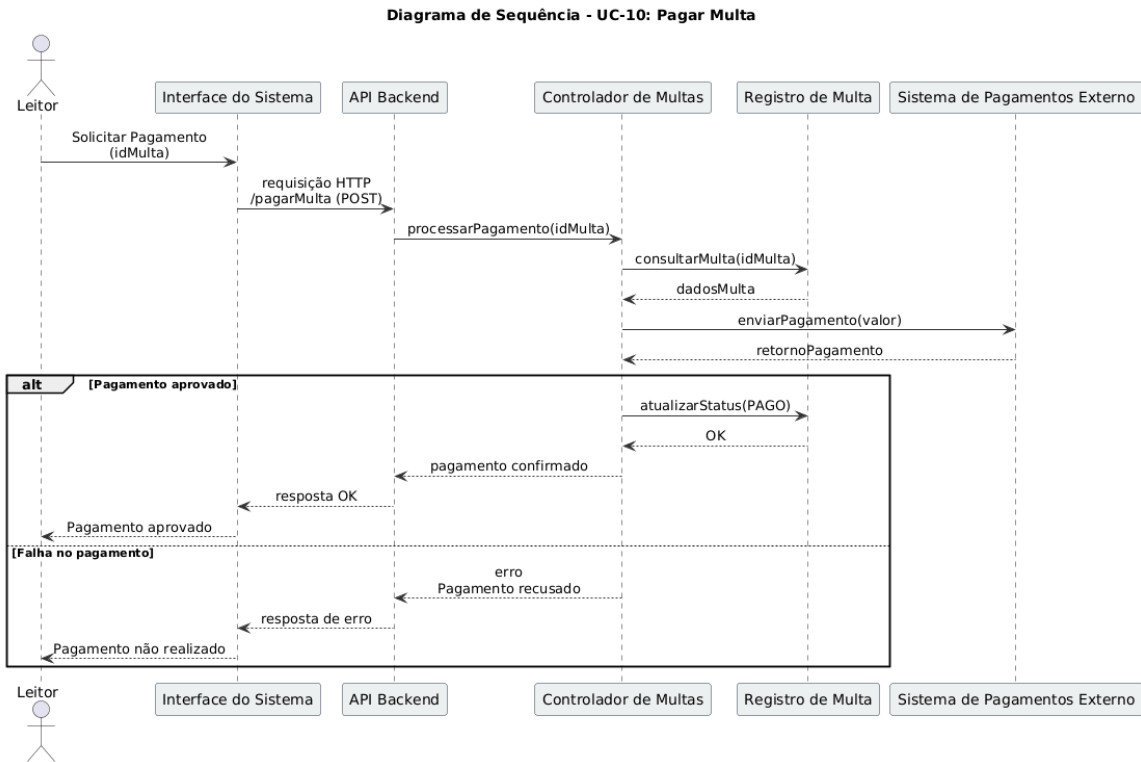 Diagrama de Sequência - UC-10: Pagar Multa
Leitor
Interface do Sistema
API Backend
Controlador de Multas
Registro de Multa
Sistema de Pagamentos Externo
Solicitar Pagamento
(idMulta)
requisição HTTP
/pagarMulta (POST)
processarPagamento(idMulta)
consultarMulta(idMulta)
dadosMulta
enviarPagamento(valor)
retornoPagamento
alt
[Pagamento aprovado]
atualizarStatus(PAGO)
OK
pagamento confirmado
resposta OK
Pagamento aprovado
[Falha no pagamento]
erro
Pagamento recusado
resposta de erro
Pagamento não realizado
Leitor
Interface do Sistema
API Backend
Controlador de Multas
Registro de Multa
Sistema de Pagamentos Externo